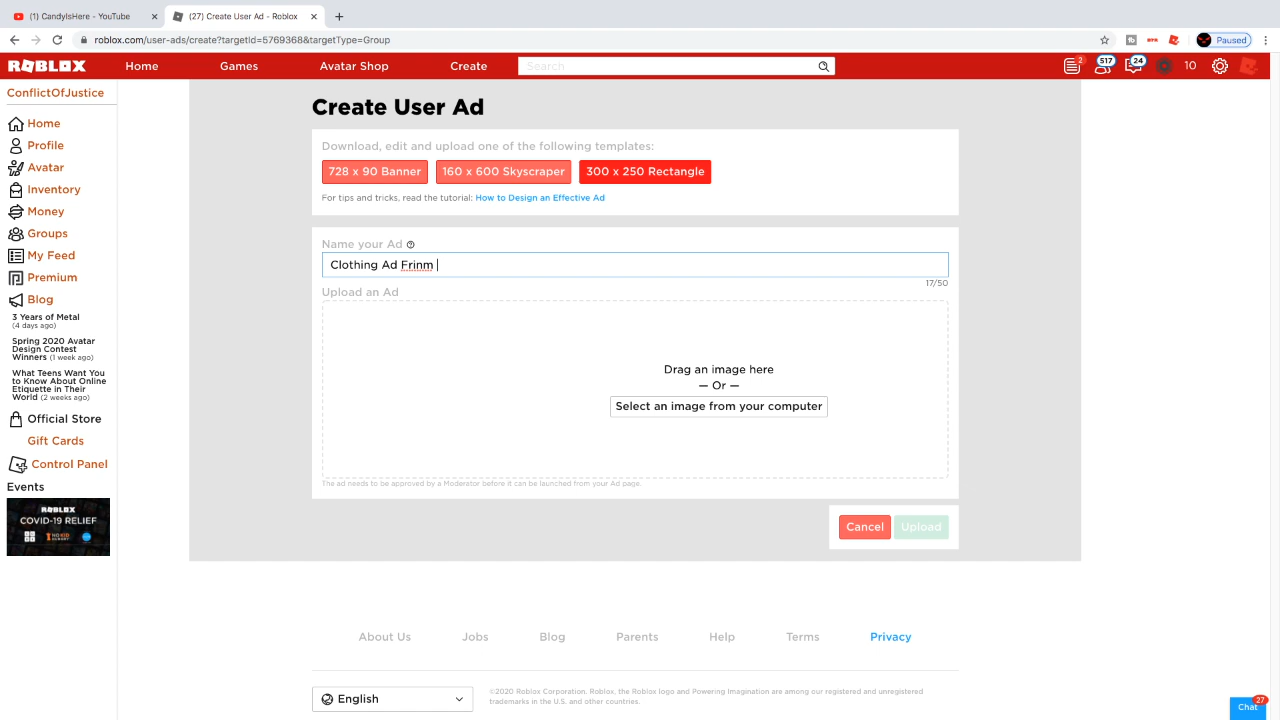 (1) CandyIsHere - YouTube
(27) Create User Ad - Roblox
roblox.com/user-ads/create?targetId=5769368&targetType=Group
Paused
ROBLOX
Home
Games
Avatar Shop
Create
Search
2
517
24
10
ConflictOfJustice
Home
Profile
Avatar
Inventory
Money
Groups
My Feed
Premium
Blog
3 Years of Metal
(4 days ago)
Spring 2020 Avatar
Design Contest
Winners (1 week ago)
What Teens Want You
to Know About Online
Etiquette in Their
World (2 weeks ago)
Official Store
Gift Cards
Control Panel
Events
ROBLOX
COVID-19 RELIEF
Create User Ad
Download, edit and upload one of the following templates:
728 x 90 Banner
160 x 600 Skyscraper
300 x 250 Rectangle
For tips and tricks, read the tutorial: How to Design an Effective Ad
Name your Ad
Clothing Ad Frinm
17/50
Upload an Ad
Drag an image here
— Or —
Select an image from your computer
The ad needs to be approved by a Moderator before it can be launched from your Ad page.
Cancel
Upload
About Us
Jobs
Blog
Parents
Help
Terms
Privacy
English
©2020 Roblox Corporation. Roblox, the Roblox logo and Powering Imagination are among our registered and unregistered
trademarks in the U.S. and other countries.
Chat
27